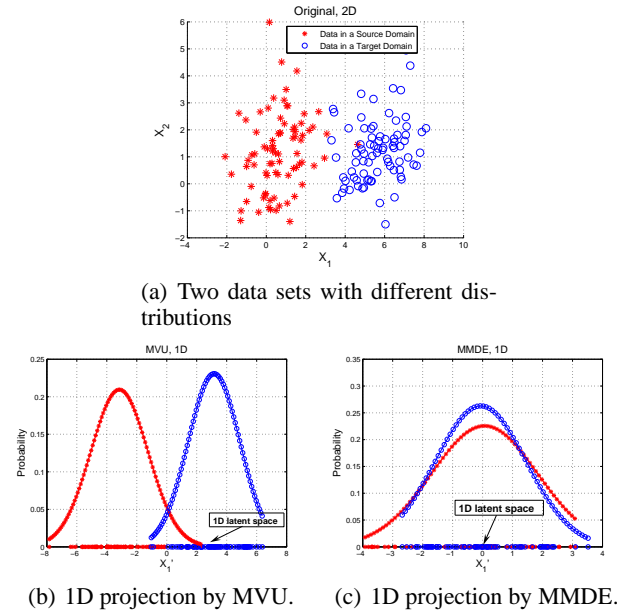 Original, 2D
Data in a Source Domain
Data in a Target Domain
6
5
4
3
2
1
0
−1
−2
X2
−4 −2 0 2 4 6 8 10
X1
(a) Two data sets with different dis-
tributions
MVU, 1D
0.25
0.2
0.15
0.1
0.05
0
Probability
1D latent space
−8 −6 −4 −2 0 2 4 6 8
X1'
(b) 1D projection by MVU.
MMDE, 1D
0.35
0.3
0.25
0.2
0.15
0.1
0.05
0
Probability
1D latent space
−4 −3 −2 −1 0 1 2 3 4
X1'
(c) 1D projection by MMDE.